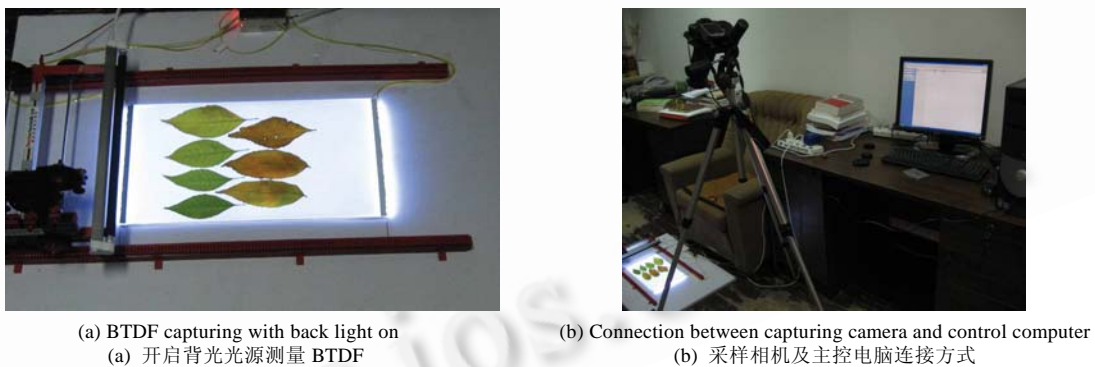 (a) BTDF capturing with back light on
(a) 开启背光光源测量 BTDF
(b) Connection between capturing camera and control computer
(b) 采样相机及主控电脑连接方式
ios.